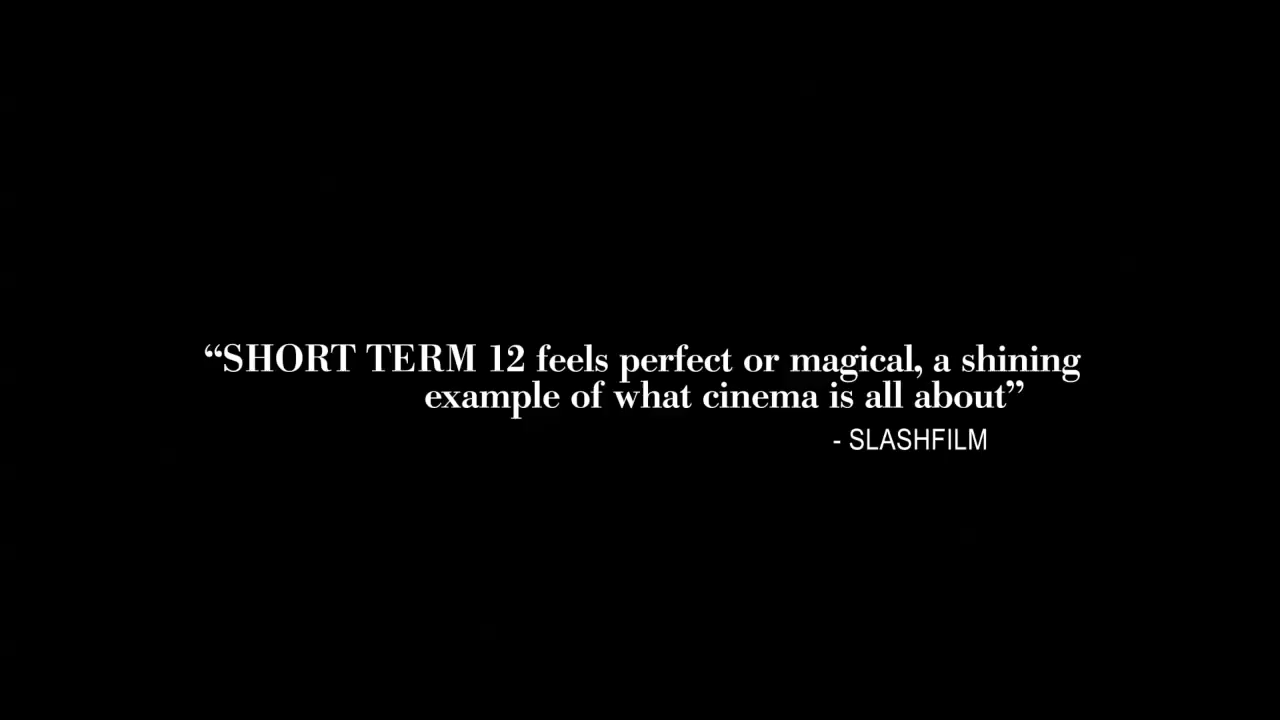 “SHORT TERM 12 feels perfect or magical, a shining
example of what cinema is all about”
- SLASHFILM